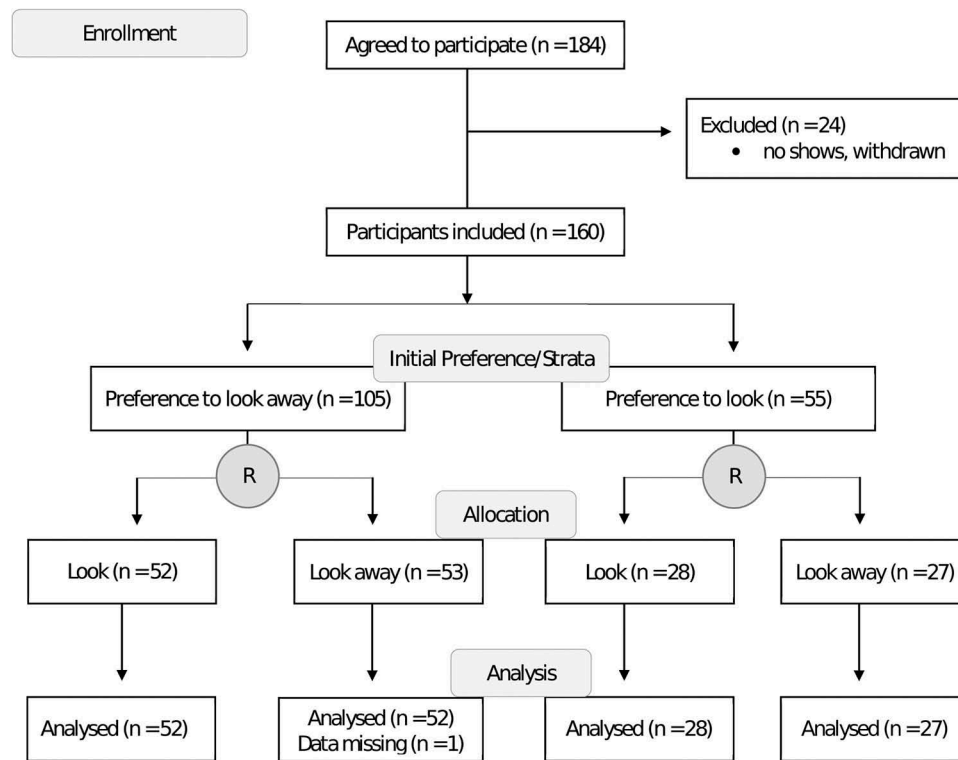 Enrollment
Agreed to participate (n = 184)
Excluded (n = 24)
• no shows, withdrawn
Participants included (n = 160)
Initial Preference/Strata
Preference to look away (n = 105)
Preference to look (n = 55)
R
R
Allocation
Look (n = 52)
Look away (n = 53)
Look (n = 28)
Look away (n = 27)
Analysis
Analysed (n = 52)
Analysed (n = 52)
Data missing (n = 1)
Analysed (n = 28)
Analysed (n = 27)